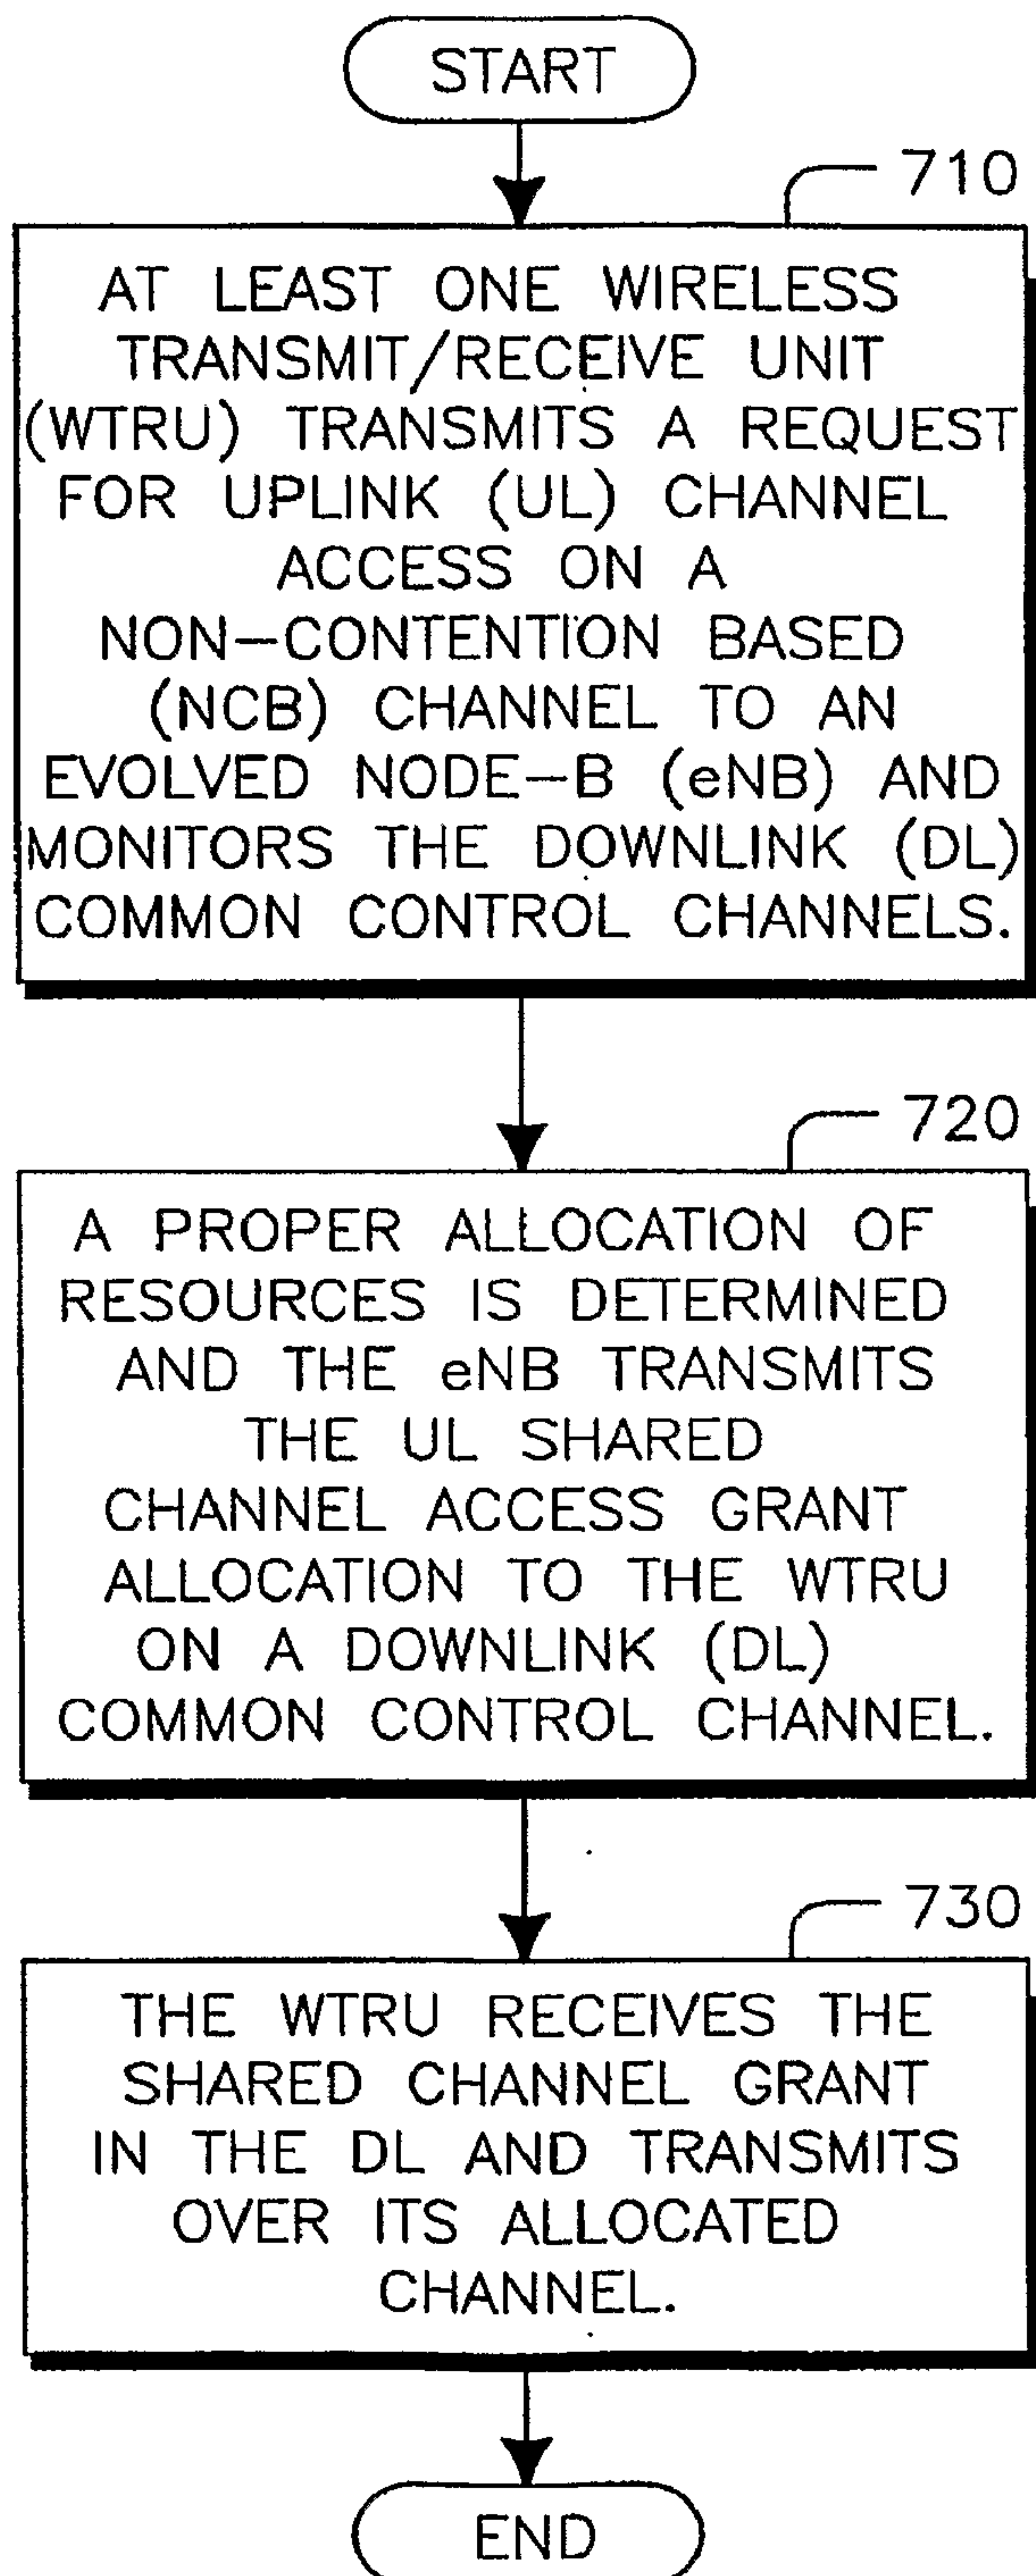 START
710
AT LEAST ONE WIRELESS
TRANSMIT/RECEIVE UNIT
(WTRU) TRANSMITS A REQUEST
FOR UPLINK (UL) CHANNEL
ACCESS ON A
NON-CONTENTION BASED
(NCB) CHANNEL TO AN
EVOLVED NODE-B (eNB) AND
MONITORS THE DOWNLINK (DL)
COMMON CONTROL CHANNELS.
720
A PROPER ALLOCATION OF
RESOURCES IS DETERMINED
AND THE eNB TRANSMITS
THE UL SHARED
CHANNEL ACCESS GRANT
ALLOCATION TO THE WTRU
ON A DOWNLINK (DL)
COMMON CONTROL CHANNEL.
730
THE WTRU RECEIVES THE
SHARED CHANNEL GRANT
IN THE DL AND TRANSMITS
OVER ITS ALLOCATED
CHANNEL.
END